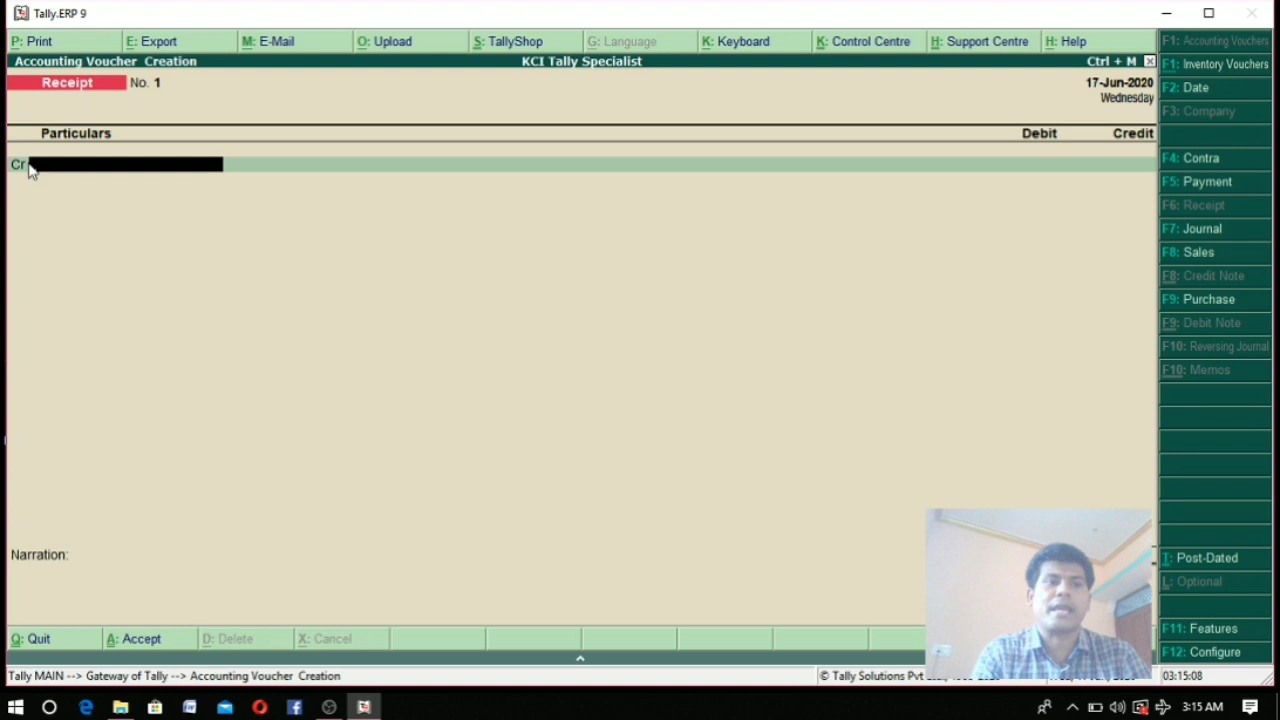 Tally.ERP 9
P: Print E: Export M: E-Mail O: Upload S: TallyShop G: Language K: Keyboard K: Control Centre H: Support Centre H: Help
Accounting Voucher Creation KCI Tally Specialist Ctrl + M
Receipt No. 1 17-Jun-2020
Wednesday
Particulars Debit Credit
Cr
Narration:
F1: Accounting Vouchers
F1: Inventory Vouchers
F2: Date
F3: Company
F4: Contra
F5: Payment
F6: Receipt
F7: Journal
F8: Sales
F8: Credit Note
F9: Purchase
F9: Debit Note
F10: Reversing Journal
F10: Memos
T: Post-Dated
L: Optional
F11: Features
F12: Configure
Q: Quit A: Accept D: Delete X: Cancel
Tally MAIN --> Gateway of Tally --> Accounting Voucher Creation © Tally Solutions Pvt 03:15:08
3:15 AM